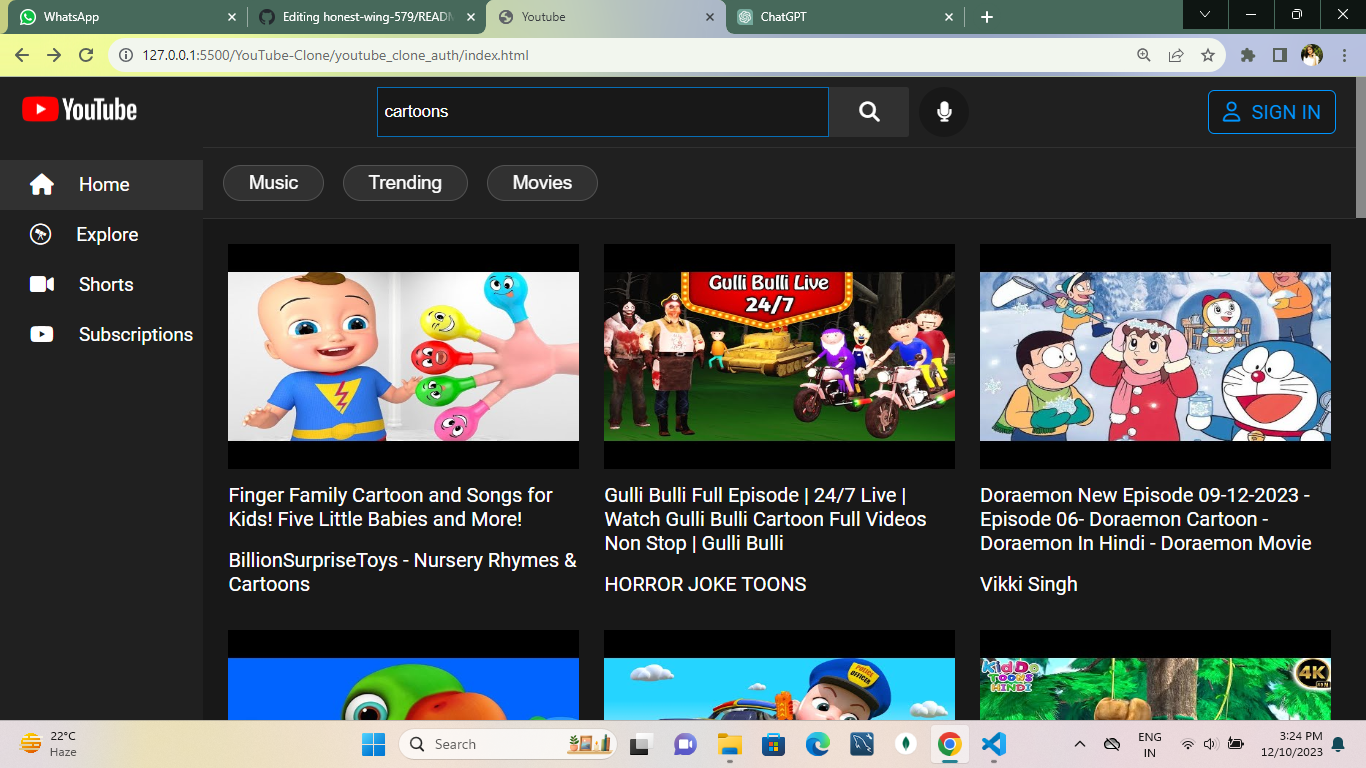 WhatsApp
Editing honest-wing-579/READM
Youtube
ChatGPT
127.0.0.1:5500/YouTube-Clone/youtube_clone_auth/index.html
YouTube
cartoons
SIGN IN
Home
Explore
Shorts
Subscriptions
Music
Trending
Movies
Gulli Bulli Live
24/7
Finger Family Cartoon and Songs for
Kids! Five Little Babies and More!
BillionSurpriseToys - Nursery Rhymes &
Cartoons
Gulli Bulli Full Episode | 24/7 Live |
Watch Gulli Bulli Cartoon Full Videos
Non Stop | Gulli Bulli
HORROR JOKE TOONS
Doraemon New Episode 09-12-2023 -
Episode 06- Doraemon Cartoon -
Doraemon In Hindi - Doraemon Movie
Vikki Singh
POLICE
OFFICER
KidDo
TOONS
HINDI
4K
22°C
Haze
Search
ENG
IN
3:24 PM
12/10/2023